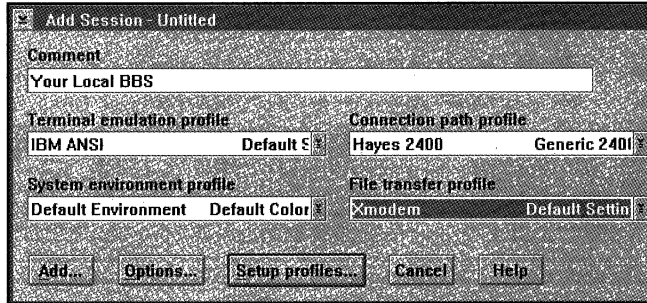 Add Session - Untitled
Comment
Your Local BBS
Terminal emulation profile Connection path profile
IBM ANSI Default S Hayes 2400 Generic 240
System environment profile File transfer profile
Default Environment Default Color Xmodem Default Settin
Add... Options... Setup profiles... Cancel Help